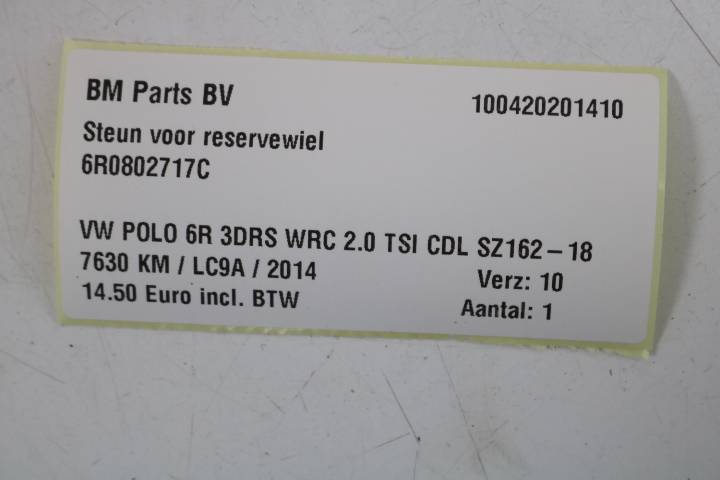 BM Parts BV 100420201410
Steun voor reservewiel
6R0802717C
VW POLO 6R 3DRS WRC 2.0 TSI CDL SZ162-18
7630 KM / LC9A / 2014 Verz: 10
14.50 Euro incl. BTW Aantal: 1